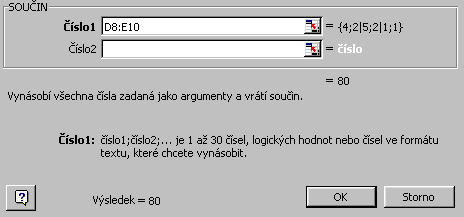 SOUČIN
Číslo1 D8:E10 = {4;2|5;2|1;1}
Číslo2 = číslo
= 80
Vynásobí všechna čísla zadaná jako argumenty a vrátí součin.
Číslo1: číslo1;číslo2;... je 1 až 30 čísel, logických hodnot nebo čísel ve formátu
textu, které chcete vynásobit.
? Výsledek = 80 OK Storno